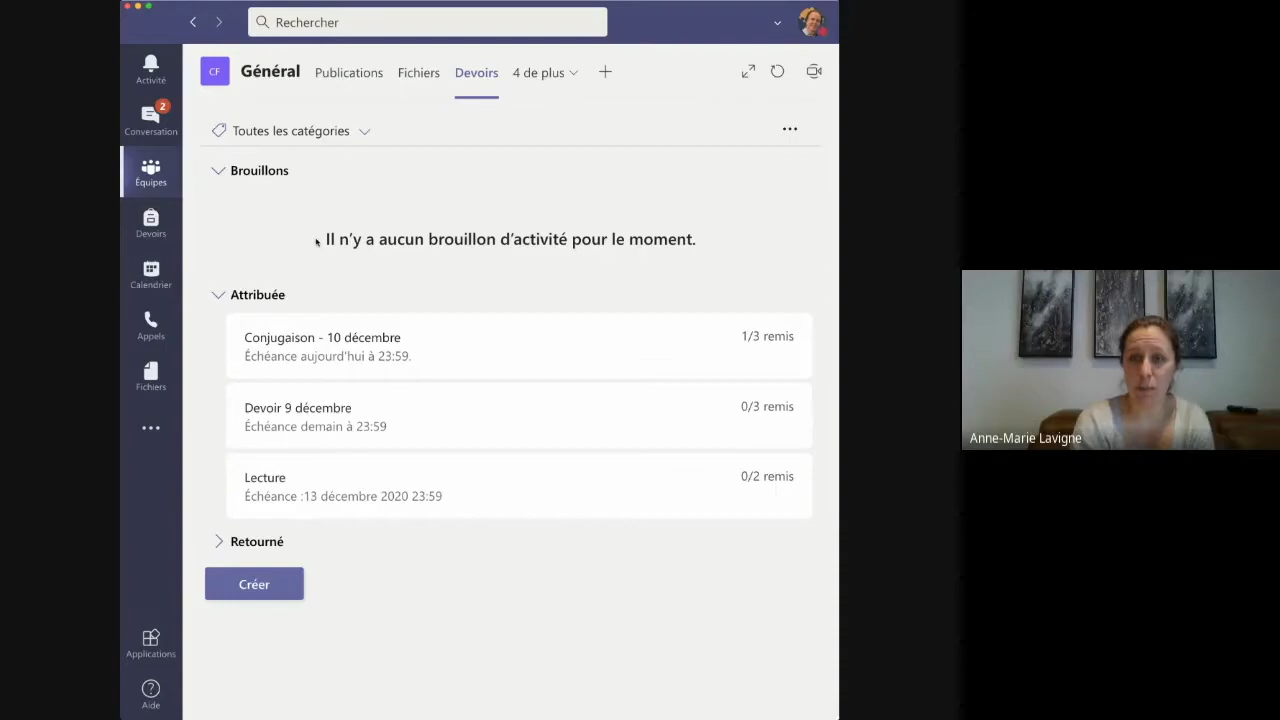 Rechercher
Activité
2
Conversation
Équipes
Devoirs
Calendrier
Appels
Fichiers
Applications
Aide
CF
Général
Publications
Fichiers
Devoirs
4 de plus
Toutes les catégories
Brouillons
Il n'y a aucun brouillon d'activité pour le moment.
Attribuée
Conjugaison - 10 décembre
1/3 remis
Échéance aujourd'hui à 23:59.
Devoir 9 décembre
0/3 remis
Échéance demain à 23:59
Lecture
0/2 remis
Échéance :13 décembre 2020 23:59
Retourné
Créer
Anne-Marie Lavigne